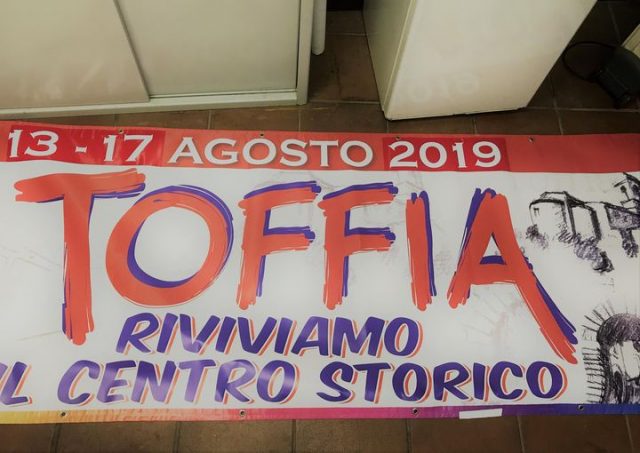 13 - 17 AGOSTO 2019
TOFFIA
RIVIVIAMO
IL CENTRO STORICO